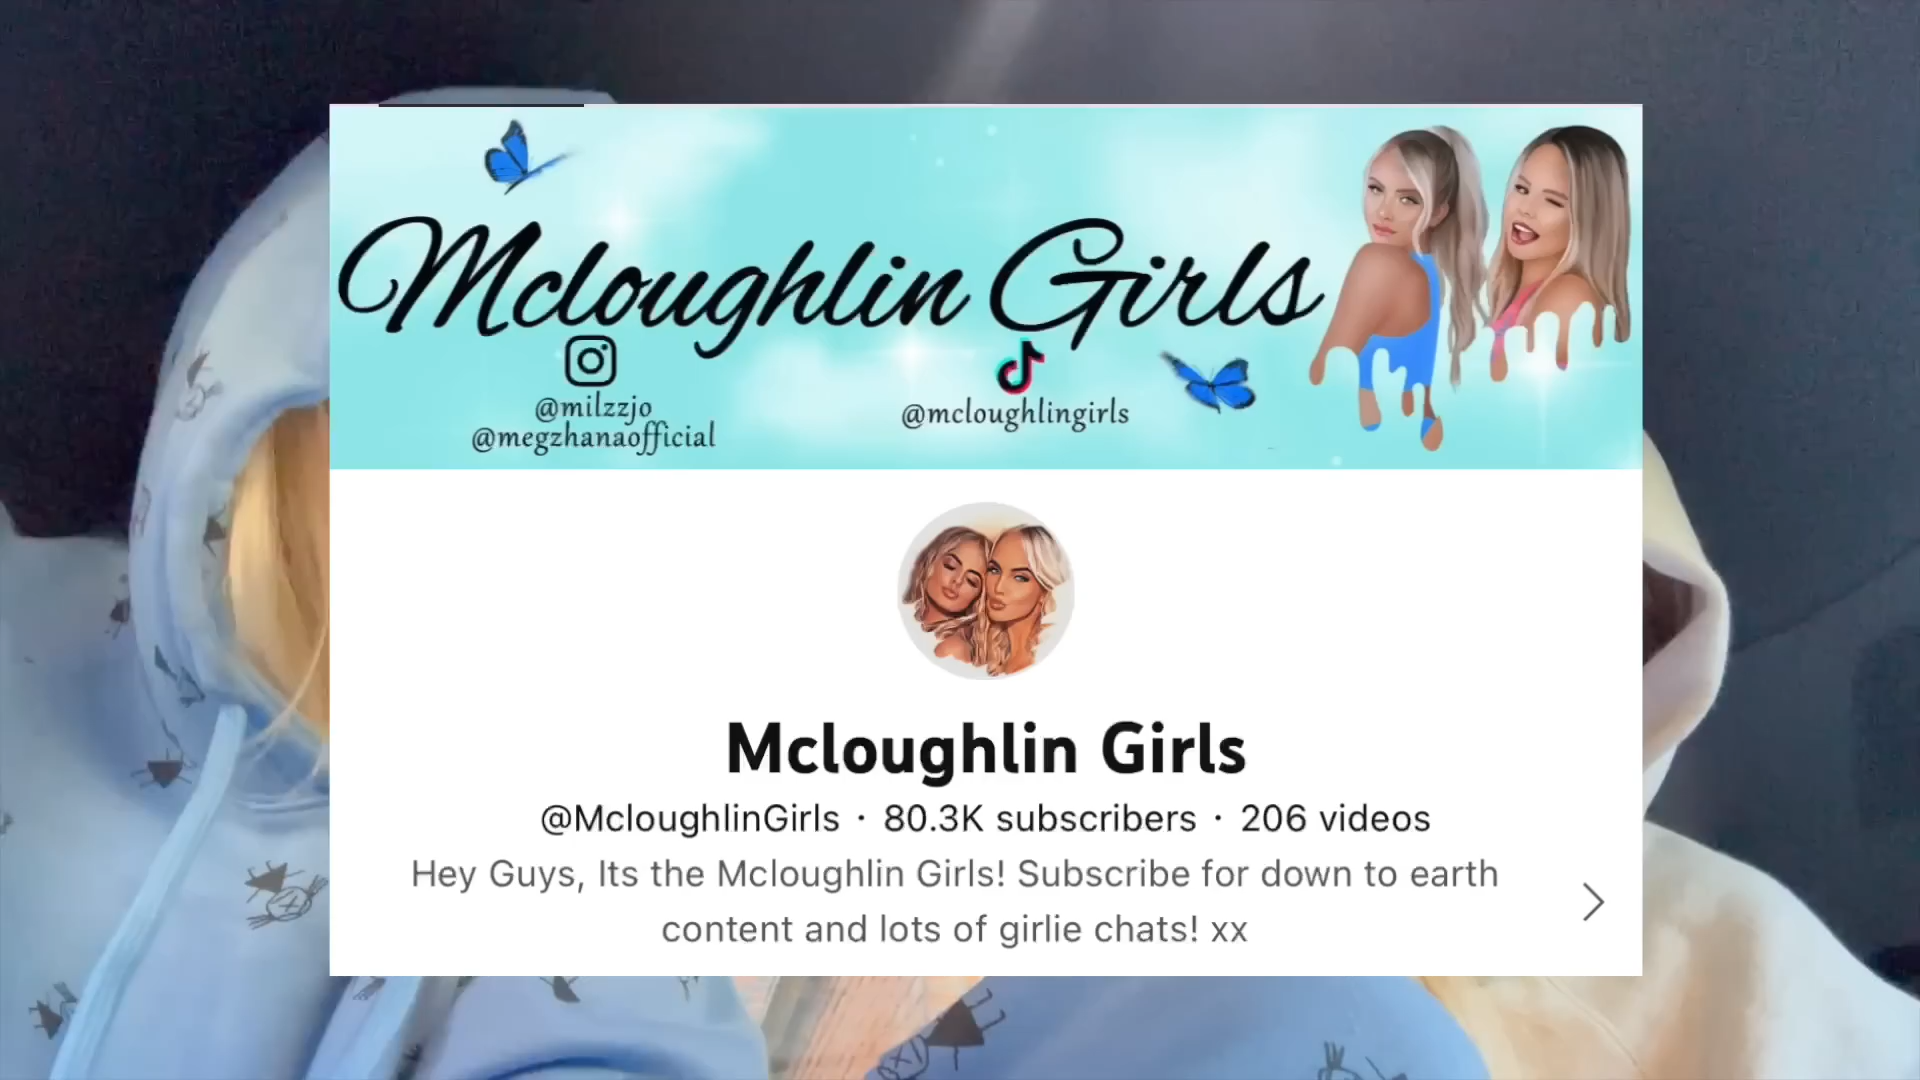 Mcloughlin Girls
@milzzjo
@megzhanaofficial
@mcloughlingirls
Mcloughlin Girls
@McloughlinGirls · 80.3K subscribers · 206 videos
Hey Guys, Its the Mcloughlin Girls! Subscribe for down to earth
content and lots of girlie chats! xx